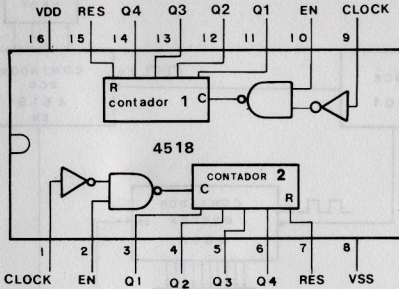 VDD RES Q4 Q3 Q2 Q1 EN CLOCK
16 15 14 13 12 11 10 9
R
contador 1 C
4518
CONTADOR 2
C
R
1 2 3 4 5 6 7 8
CLOCK EN Q1 Q2 Q3 Q4 RES VSS